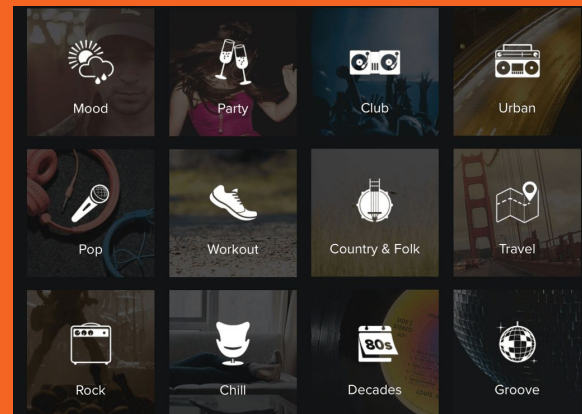 Mood
Party
Club
Urban
Pop
Workout
Country & Folk
Travel
Rock
Chill
80s
Decades
Groove